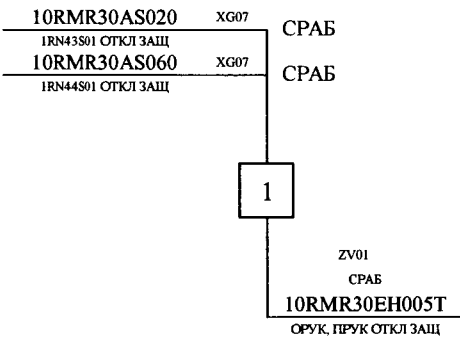 10RMR30AS020 XG07 СРАБ
1RN43S01 ОТКЛ ЗАЩ
10RMR30AS060 XG07 СРАБ
1RN44S01 ОТКЛ ЗАЩ
1
ZV01
СРАБ
10RMR30EH005T
ОРУК, ПРУК ОТКЛ ЗАЩ